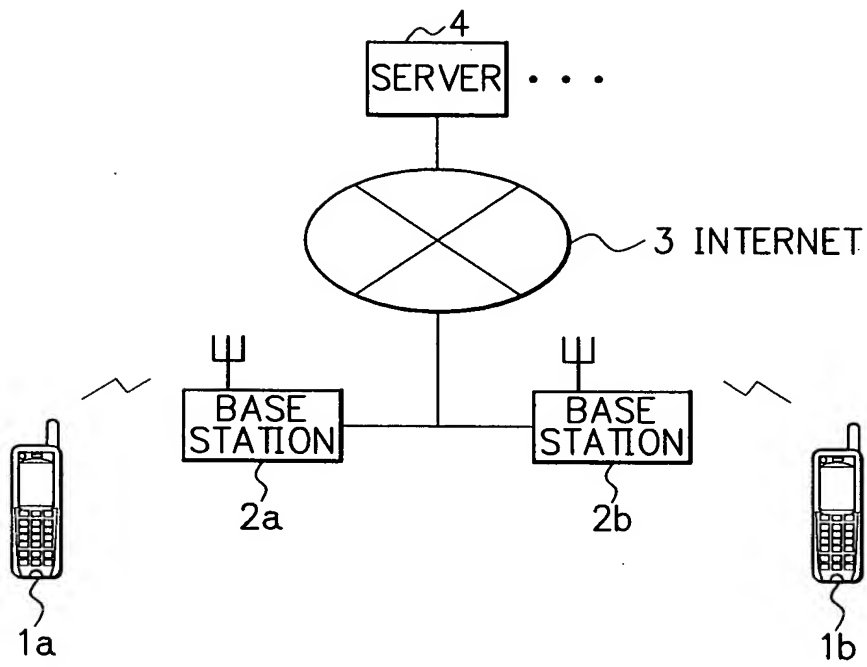 4
SERVER
3 INTERNET
BASE
STATION
BASE
STATION
2a
2b
1a
1b